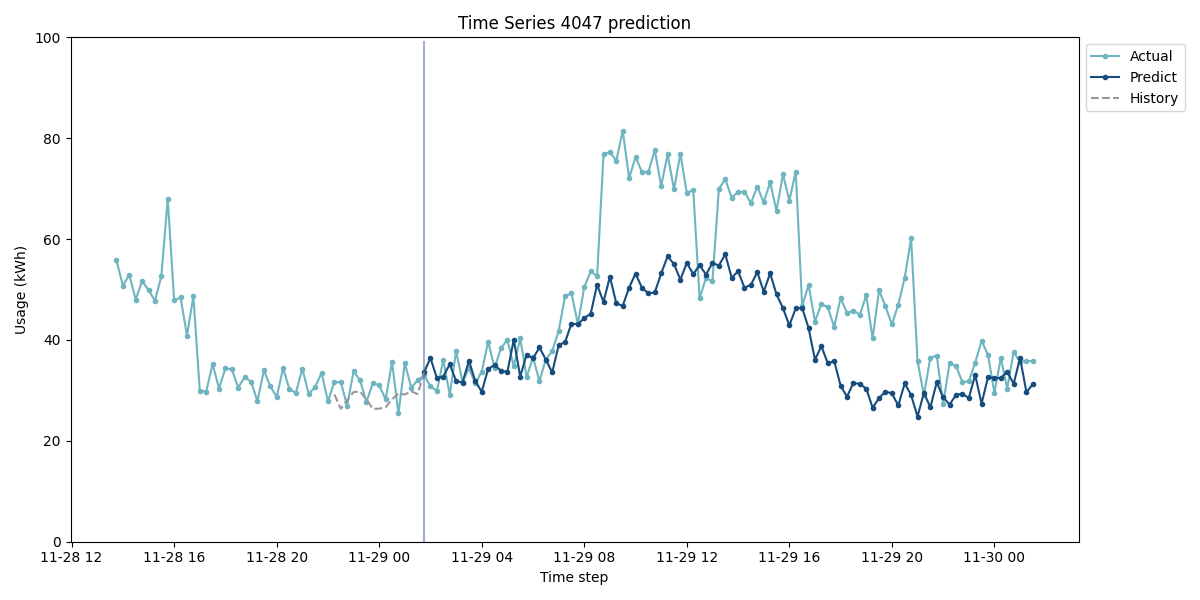 Time Series 4047 prediction
100
80
60
40
20
0
Usage (kWh)
11-28 12
11-28 16
11-28 20
11-29 00
11-29 04
11-29 08
11-29 12
11-29 16
11-29 20
11-30 00
Time step
Actual
Predict
History